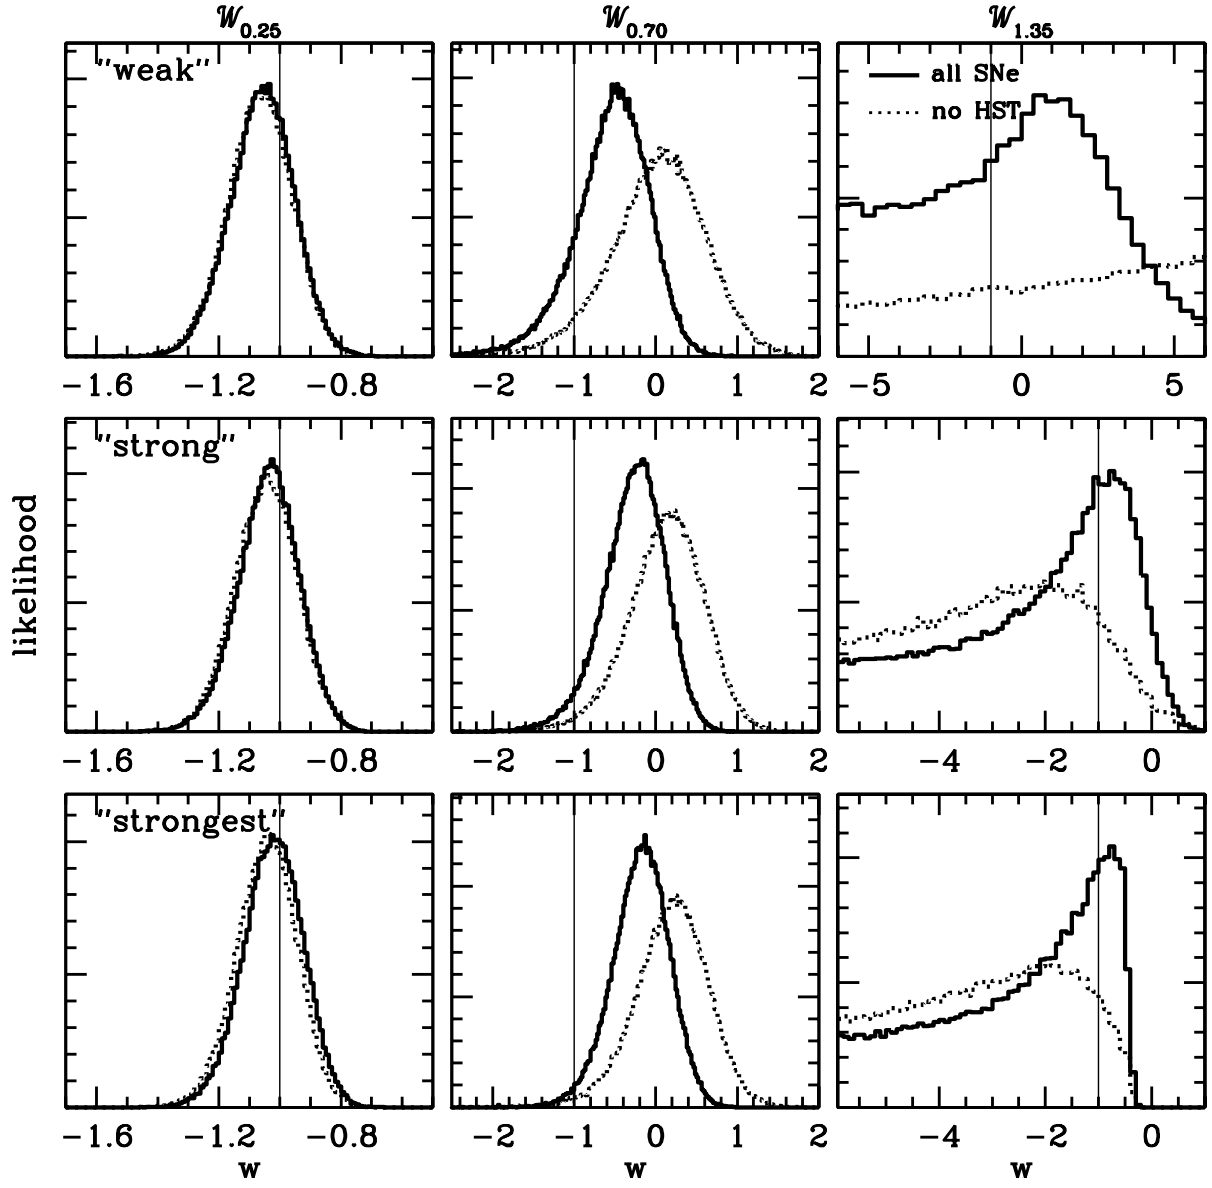 𝒲0.25 𝒲0.70 𝒲1.35
"weak"
all SNe
no HST
-1.6 -1.2 -0.8 -2 -1 0 1 2 -5 0 5
"strong"
likelihood
-1.6 -1.2 -0.8 -2 -1 0 1 2 -4 -2 0
"strongest"
-1.6 -1.2 -0.8 -2 -1 0 1 2 -4 -2 0
w w w